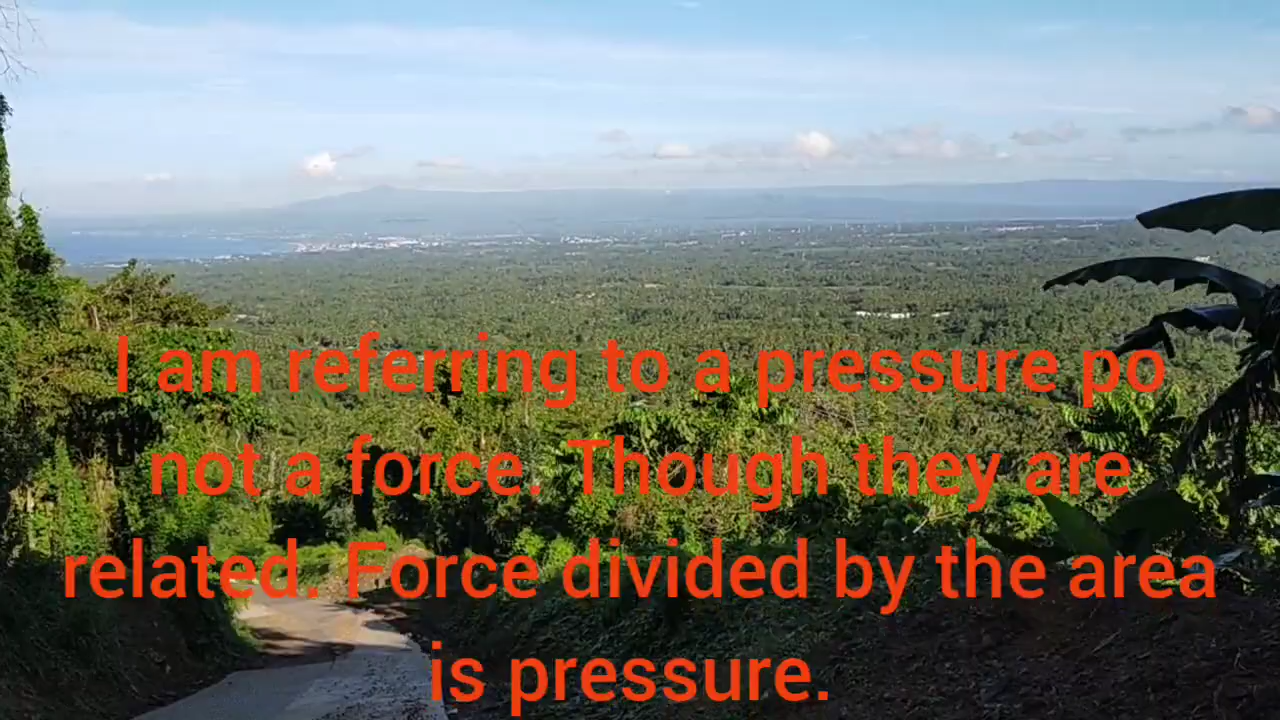 I am referring to a pressure po
not a force. Though they are
related. Force divided by the area
is pressure.